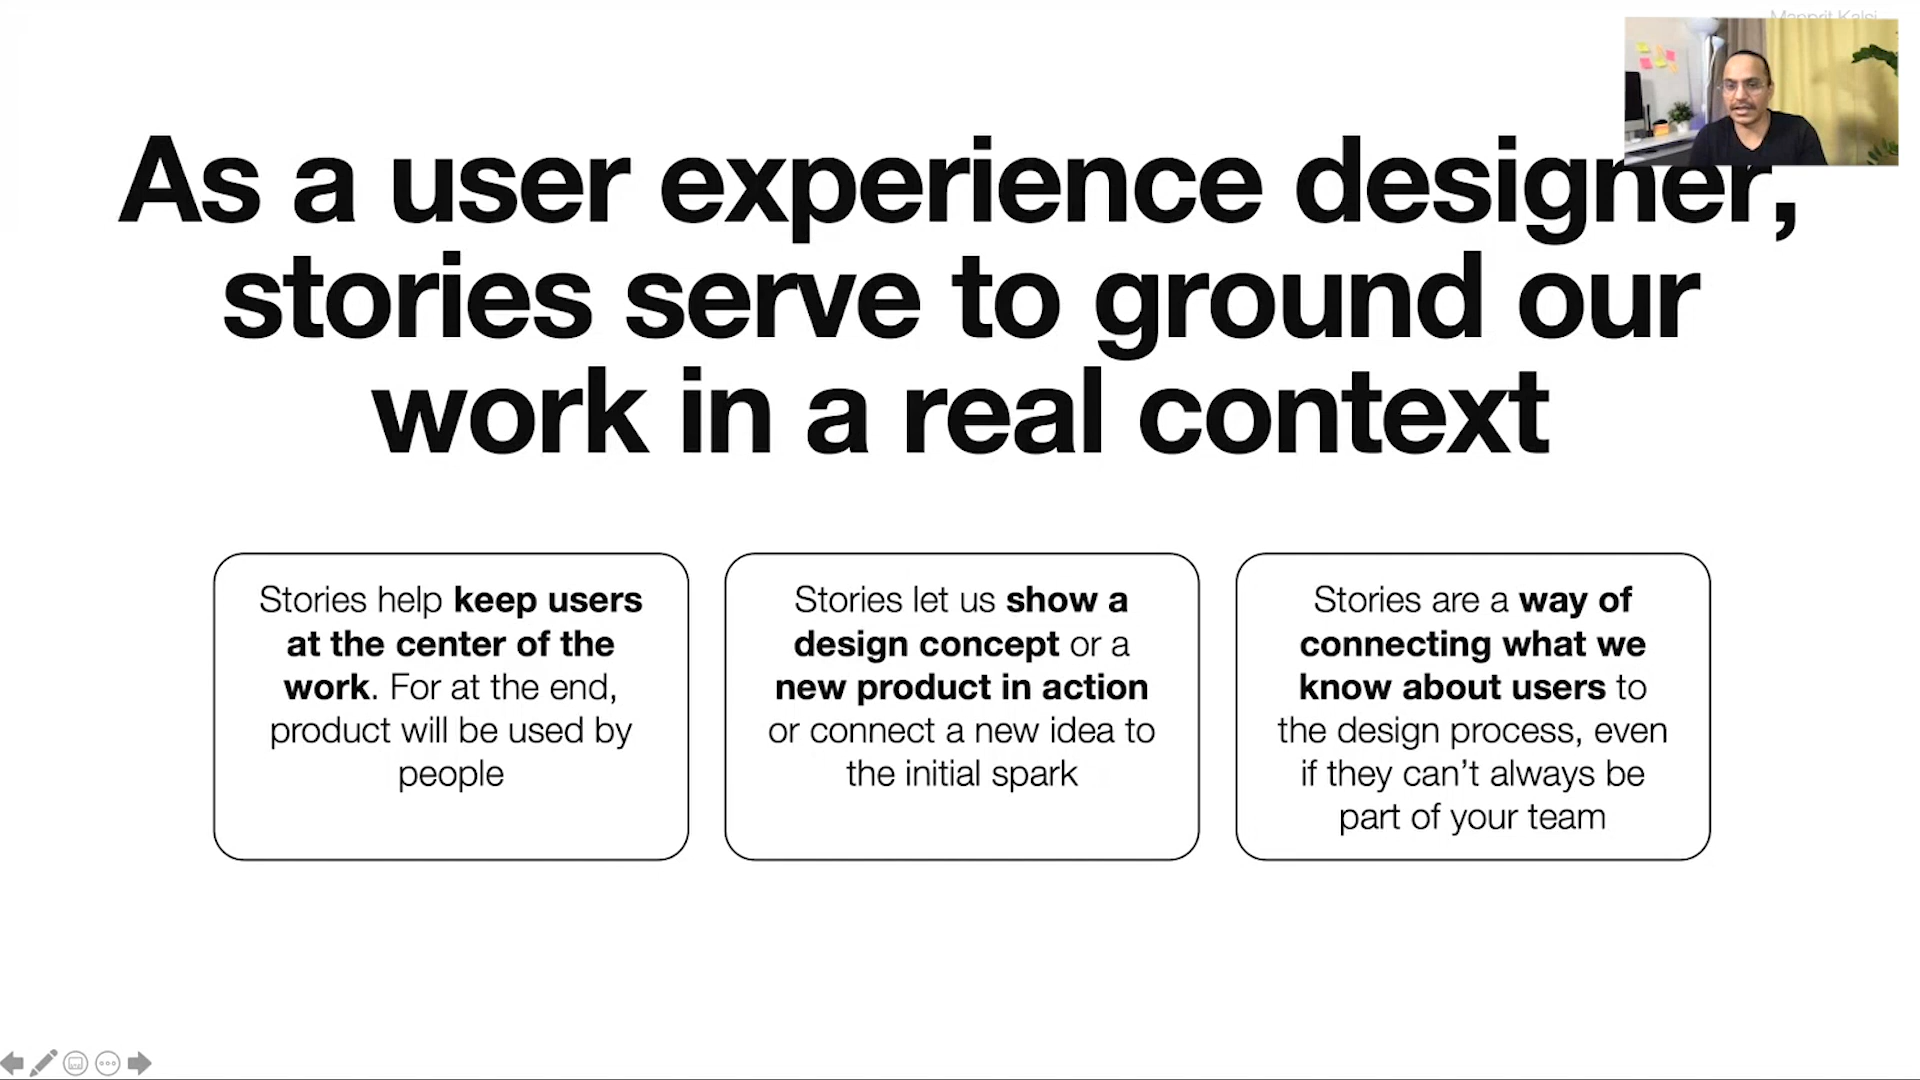 Manprit Kalsi
As a user experience designer,
stories serve to ground our
work in a real context
Stories help keep users
at the center of the
work. For at the end,
product will be used by
people
Stories let us show a
design concept or a
new product in action
or connect a new idea to
the initial spark
Stories are a way of
connecting what we
know about users to
the design process, even
if they can’t always be
part of your team